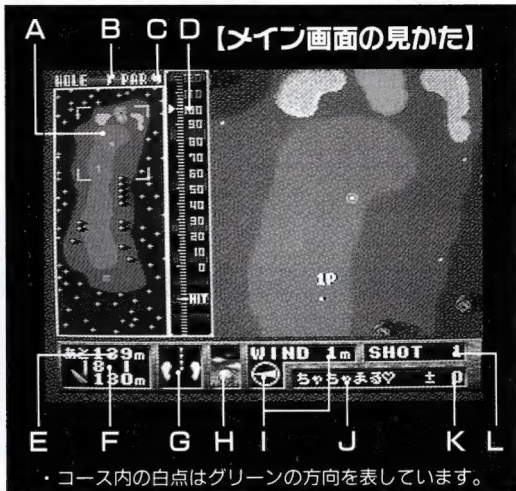 A B C D 【メイン画面の見かた】
HOLE PAR
120
110
100
90
80
70
60
50
40
30
20
10
0
HIT
1P
あと139m
130m
WIND 1m SHOT 1
ちゃちゃまる♡ ± 0
E F G H I J K L
・コース内の白点はグリーンの方向を表しています。